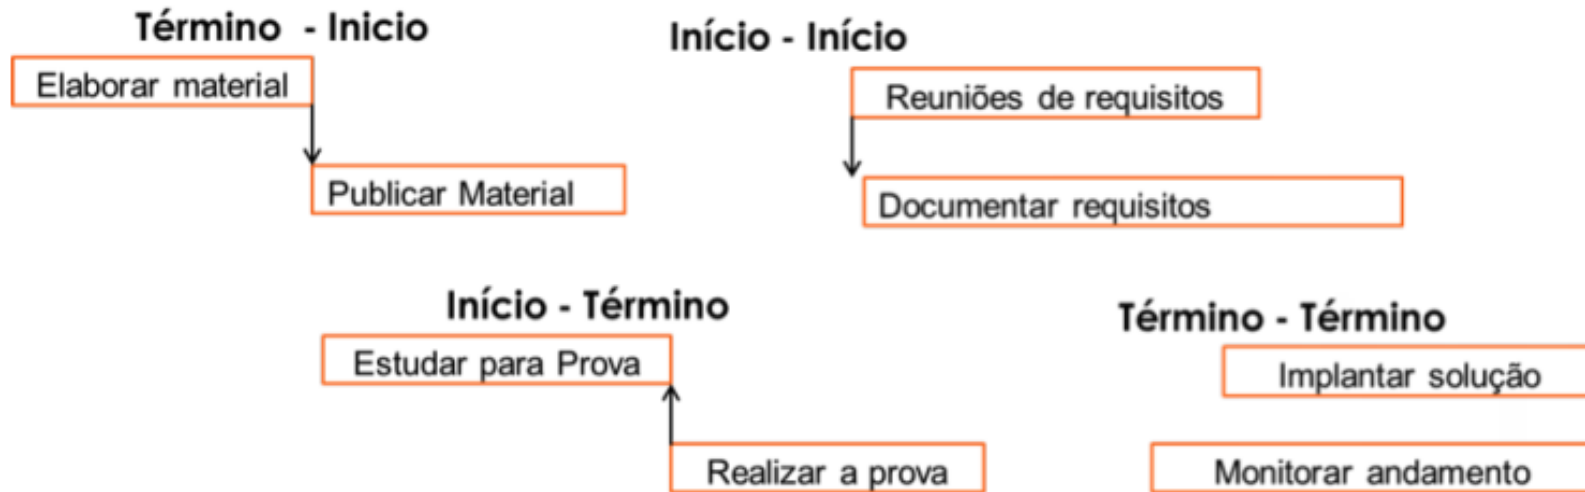 Término - Inicio
Elaborar material
Publicar Material
Início - Início
Reuniões de requisitos
Documentar requisitos
Início - Término
Estudar para Prova
Realizar a prova
Término - Término
Implantar solução
Monitorar andamento